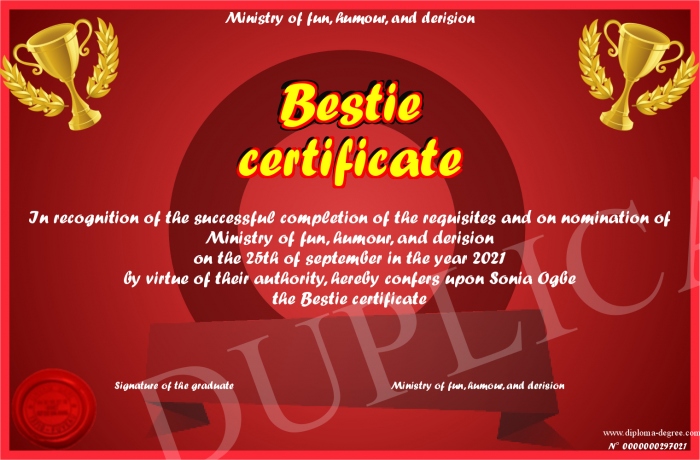 Ministry of fun, humour, and derision
Bestie
certificate
In recognition of the successful completion of the requisites and on nomination of
Ministry of fun, humour, and derision
on the 25th of september in the year 2021
by virtue of their authority, hereby confers upon Sonia Ogbe
the Bestie certificate
DUPLICA
Signature of the graduate
Ministry of fun, humour, and derision
www.diploma-degree.com
N° 0000000297021